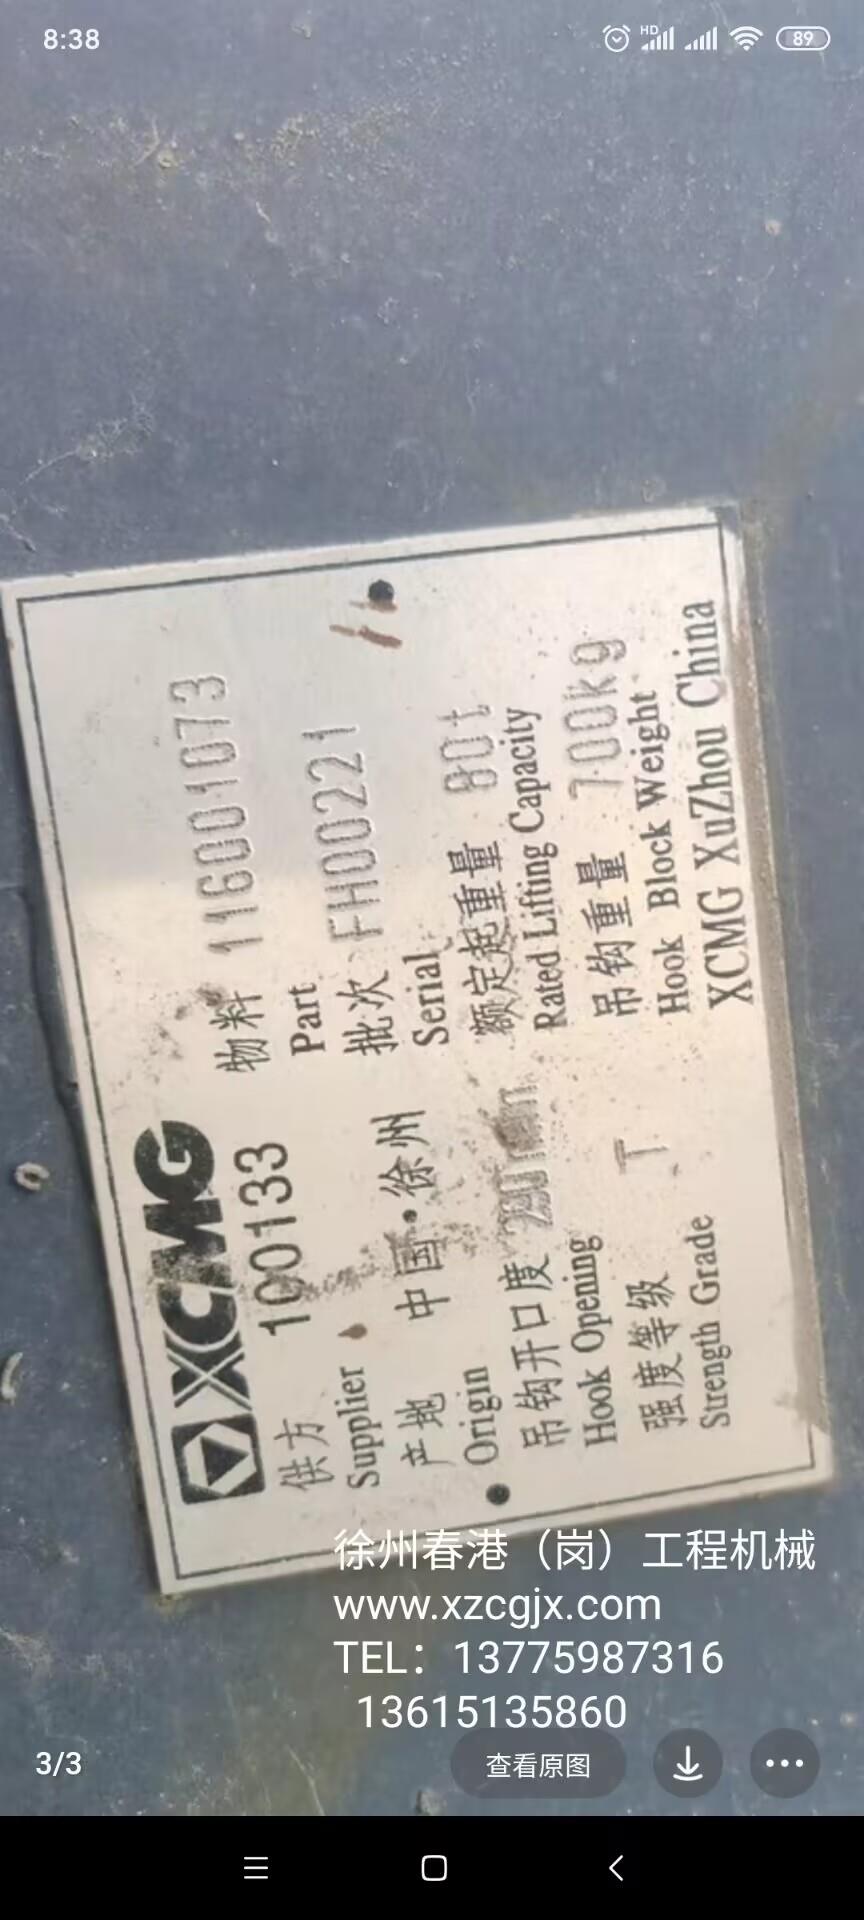 8:38
HD
89
XCMG
供方 100133
Supplier
产地 中国·徐州
Origin
吊钩开口度
Hook Opening
强度等级 T
Strength Grade
物料 116001073
Part
批次 FH00221
Serial
额定起重量 80t
Rated Lifting Capacity
吊钩重量 700kg
Hook Block Weight
XCMG XuZhou China
徐州春港（岗）工程机械
www.xzcgjx.com
TEL：13775987316
13615135860
3/3
查看原图